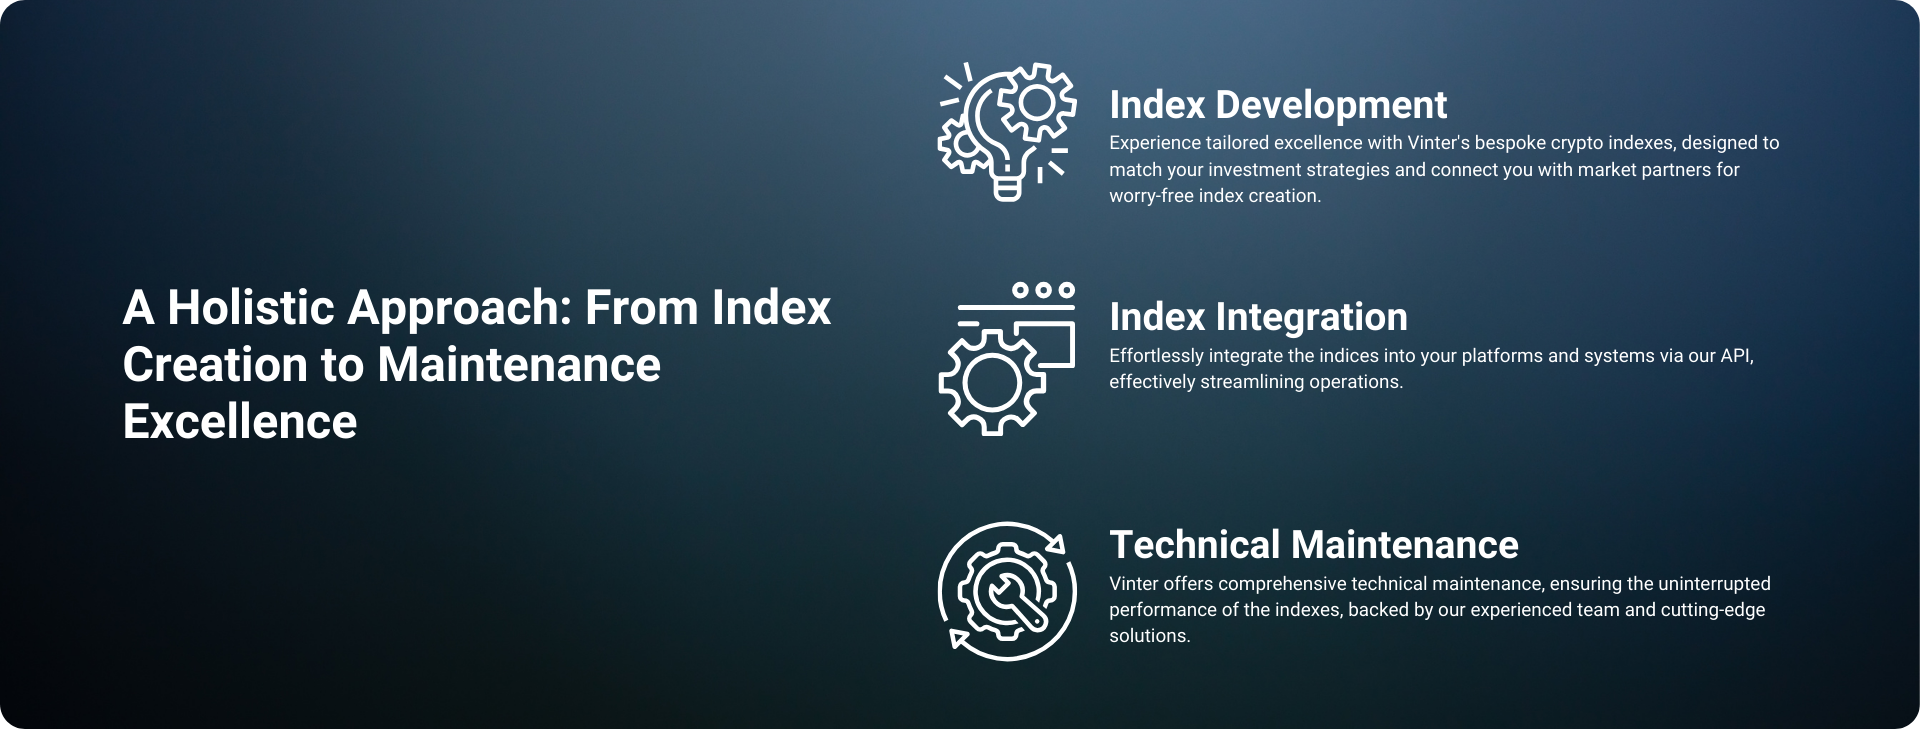 A Holistic Approach: From Index
Creation to Maintenance
Excellence
Index Development
Experience tailored excellence with Vinter's bespoke crypto indexes, designed to
match your investment strategies and connect you with market partners for
worry-free index creation.
Index Integration
Effortlessly integrate the indices into your platforms and systems via our API,
effectively streamlining operations.
Technical Maintenance
Vinter offers comprehensive technical maintenance, ensuring the uninterrupted
performance of the indexes, backed by our experienced team and cutting-edge
solutions.